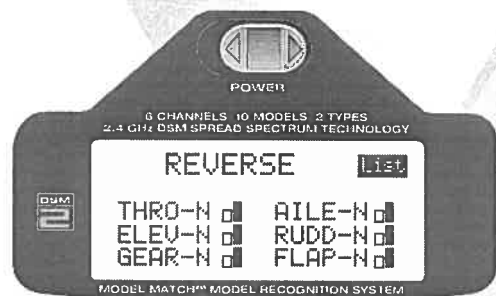 POWER
6 CHANNELS 10 MODELS 2 TYPES
2.4 GHz DSM SPREAD SPECTRUM TECHNOLOGY
REVERSE List
DSM
2
THRO-N AILE-N
ELEV-N RUDD-N
GEAR-N FLAP-N
MODEL MATCH™ MODEL RECOGNITION SYSTEM